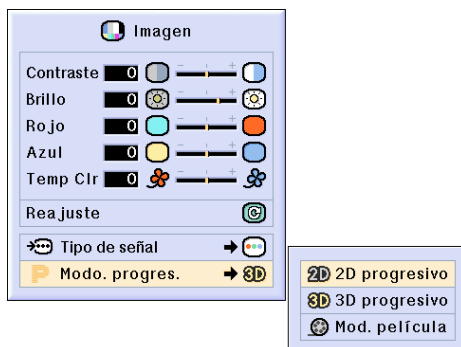 Imagen
Contraste 0
Brillo 0
Rojo 0
Azul 0
Temp Clr 0
Reajuste
Tipo de señal
P Modo. progres. 3D
2D 2D progresivo
3D 3D progresivo
Mod. película